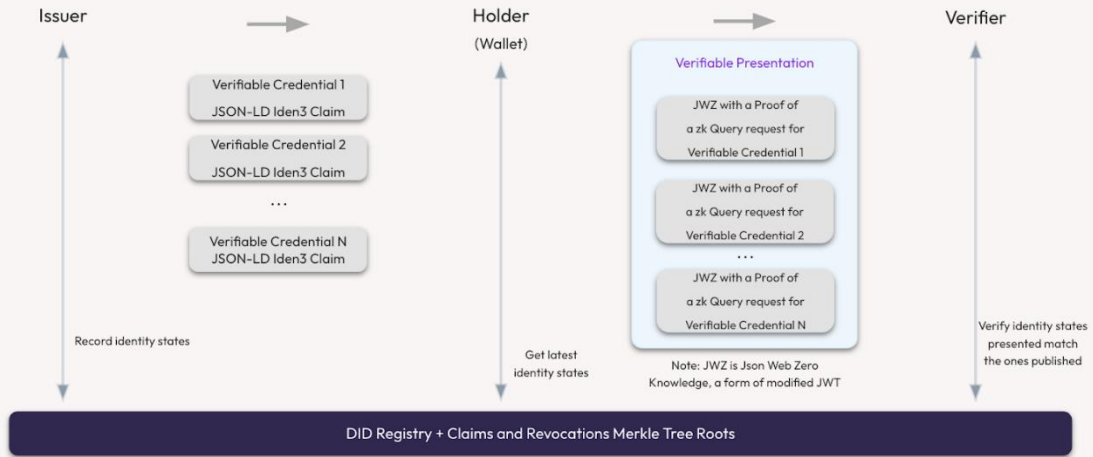 Issuer
Holder
(Wallet)
Verifier
Verifiable Credential 1
JSON-LD Iden3 Claim
Verifiable Credential 2
JSON-LD Iden3 Claim
...
Verifiable Credential N
JSON-LD Iden3 Claim
Verifiable Presentation
JWZ with a Proof of
a zk Query request for
Verifiable Credential 1
JWZ with a Proof of
a zk Query request for
Verifiable Credential 2
...
JWZ with a Proof of
a zk Query request for
Verifiable Credential N
Record identity states
Get latest
identity states
Note: JWZ is Json Web Zero
Knowledge, a form of modified JWT
Verify identity states
presented match
the ones published
DID Registry + Claims and Revocations Merkle Tree Roots